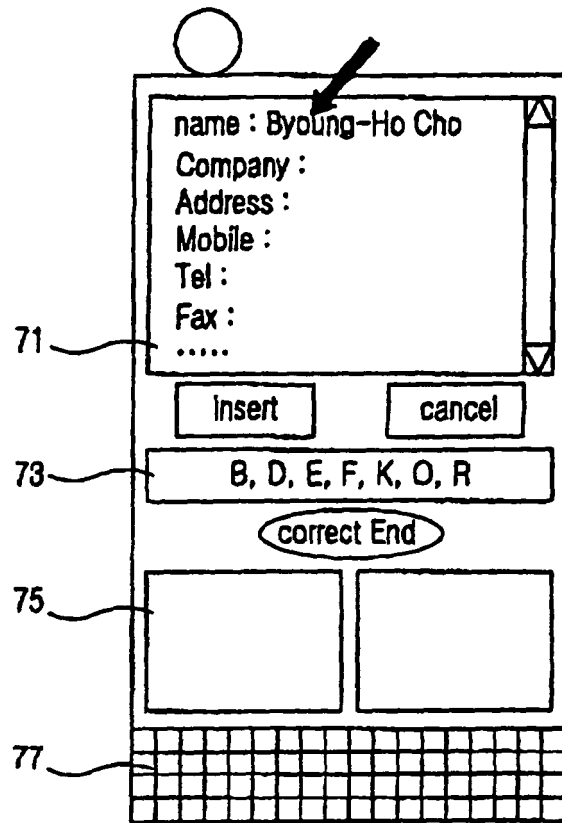 name : Byoung-Ho Cho
Company :
Address :
Mobile :
Tel :
Fax :
.....
71
insert cancel
73
B, D, E, F, K, O, R
correct End
75
77